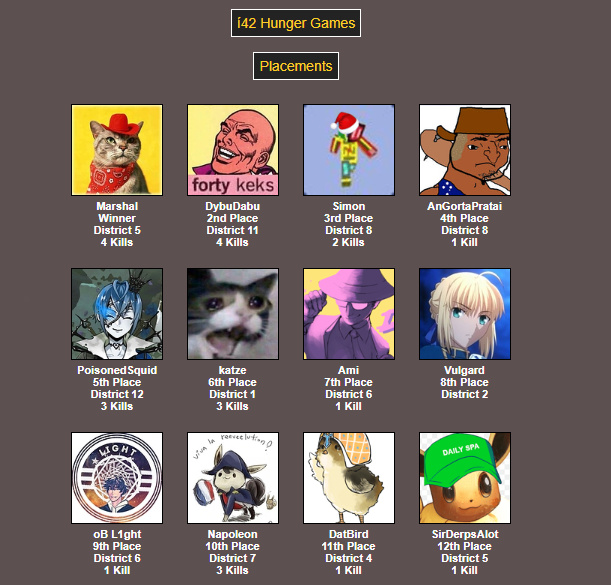 í42 Hunger Games
Placements
forty keks
Marshal
Winner
District 5
4 Kills
DybuDabu
2nd Place
District 11
4 Kills
Simon
3rd Place
District 8
2 Kills
AnGortaPratai
4th Place
District 8
1 Kill
PoisonedSquid
5th Place
District 12
3 Kills
katze
6th Place
District 1
3 Kills
Ami
7th Place
District 6
1 Kill
Vulgard
8th Place
District 2
LIGHT
viva la raeveelution!
DAILY SPA
oB L1ght
9th Place
District 6
1 Kill
Napoleon
10th Place
District 7
3 Kills
DatBird
11th Place
District 4
1 Kill
SirDerpsAlot
12th Place
District 5
1 Kill